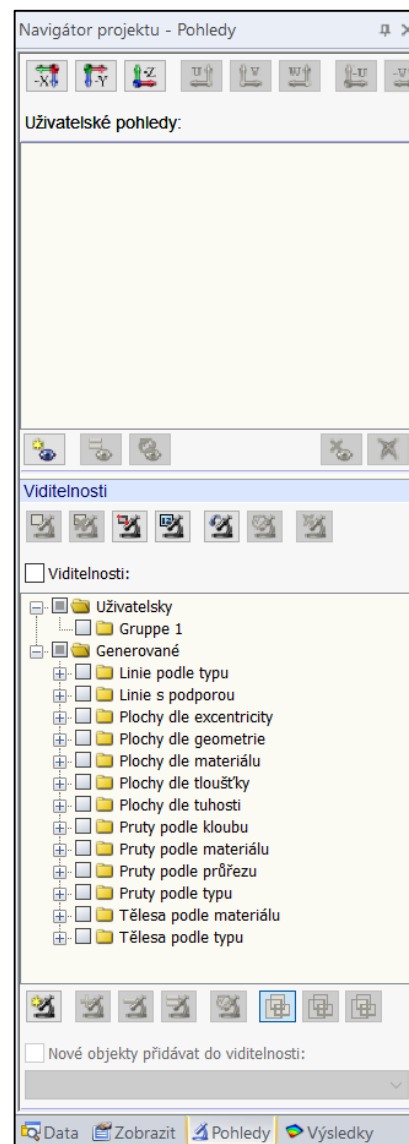 Navigátor projektu - Pohledy
-X -Y -Z U V W -U -V
Uživatelské pohledy:
Viditelnosti
Viditelnosti:
Uživatelsky
Gruppe 1
Generované
Linie podle typu
Linie s podporou
Plochy dle excentricity
Plochy dle geometrie
Plochy dle materiálu
Plochy dle tloušťky
Plochy dle tuhosti
Pruty podle kloubu
Pruty podle materiálu
Pruty podle průřezu
Pruty podle typu
Tělesa podle materiálu
Tělesa podle typu
Nové objekty přidávat do viditelnosti:
Data Zobrazit Pohledy Výsledky